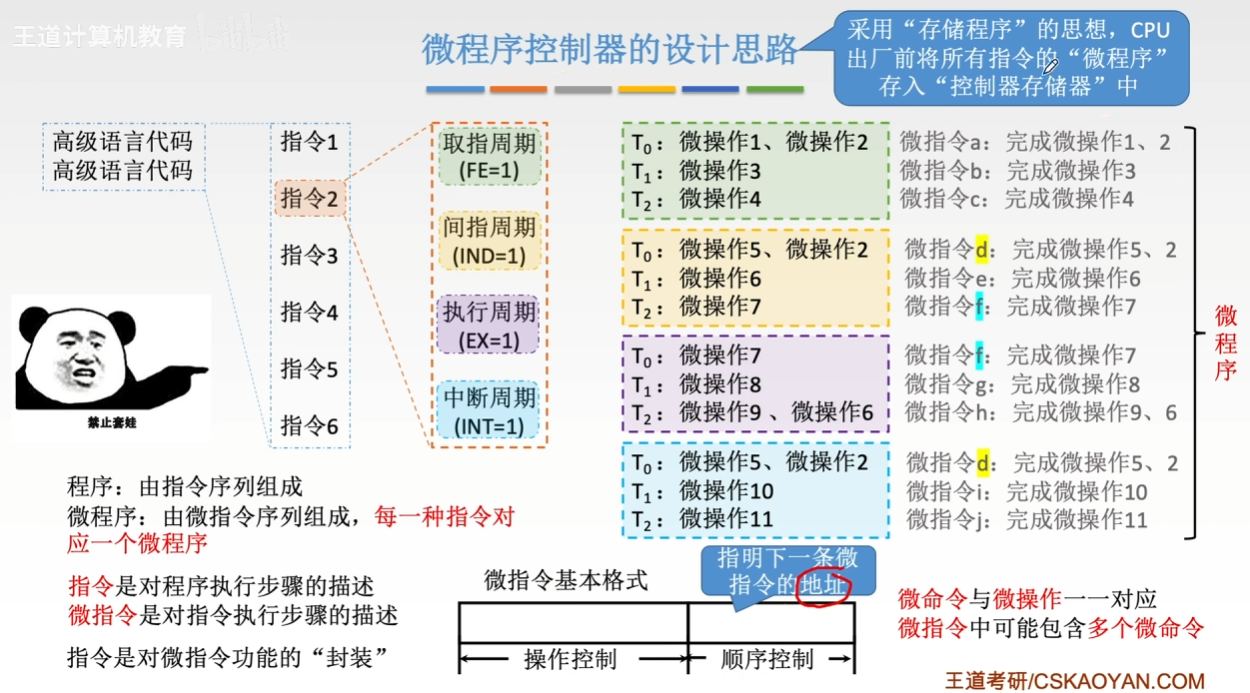 王道计算机教育
微程序控制器的设计思路
采用“存储程序”的思想，CPU
出厂前将所有指令的“微程序”
存入“控制器存储器”中
高级语言代码
高级语言代码
指令1
指令2
指令3
指令4
指令5
指令6
取指周期
(FE=1)
间指周期
(IND=1)
执行周期
(EX=1)
中断周期
(INT=1)
T₀：微操作1、微操作2
T₁：微操作3
T₂：微操作4
T₀：微操作5、微操作2
T₁：微操作6
T₂：微操作7
T₀：微操作7
T₁：微操作8
T₂：微操作9 、微操作6
T₀：微操作5、微操作2
T₁：微操作10
T₂：微操作11
微指令a：完成微操作1、2
微指令b：完成微操作3
微指令c：完成微操作4
微指令d：完成微操作5、2
微指令e：完成微操作6
微指令f：完成微操作7
微指令f：完成微操作7
微指令g：完成微操作8
微指令h：完成微操作9、6
微指令d：完成微操作5、2
微指令i：完成微操作10
微指令j：完成微操作11
微程序
禁止套娃
程序：由指令序列组成
微程序：由微指令序列组成，每一种指令对
应一个微程序
指令是对程序执行步骤的描述
微指令是对指令执行步骤的描述
指令是对微指令功能的“封装”
微指令基本格式
指明下一条微
指令的地址
操作控制
顺序控制
微命令与微操作一一对应
微指令中可能包含多个微命令
王道考研/CSKAOYAN.COM